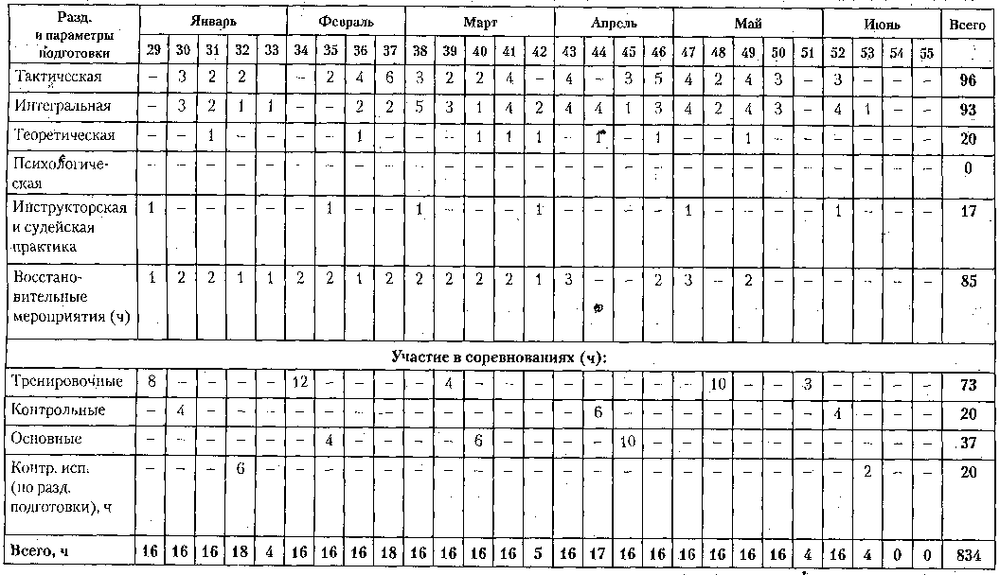 Разд. и параметры подготовки | Январь | Февраль | Март | Апрель | Май | Июнь | Всего
29 30 31 32 33 34 35 36 37 38 39 40 41 42 43 44 45 46 47 48 49 50 51 52 53 54 55
Тактическая – 3 2 2 – – 2 4 6 3 2 2 4 – 4 – 3 5 4 2 4 3 – 3 – – – 96
Интегральная – 3 2 1 1 – – 2 2 5 3 1 4 2 4 4 1 3 4 2 4 3 – 4 1 – – 93
Теоретическая – – 1 – – – – 1 – – – 1 1 1 – 1 – 1 – – 1 – – – – – – 20
Психологиче-
ская – – – – – – – – – – – – – – – – – – – – – – – – – – – 0
Инструкторская 1 – – – – – 1 – – 1 – – – 1 – – – – 1 – – – – 1 – – – 17
и судейская
практика
Восстано- 1 2 2 1 1 2 2 1 2 2 2 2 2 1 3 – – 2 3 – 2 – – – – – – 85
вительные
мероприятия (ч)
Участие в соревнованиях (ч):
Тренировочные 8 – – – – 12 – – – – 4 – – – – – – – – 10 – – 3 – – – – 73
Контрольные – 4 – – – – – – – – – – – – – 6 – – – – – – – 4 – – – 20
Основные – – – – – – 4 – – – – 6 – – – – 10 – – – – – – – – – – 37
Контр. исп. – – – 6 – – – – – – – – – – – – – – – – – – – – 2 – – 20
(по разд.
подготовки), ч
Всего, ч 16 16 16 18 4 16 16 16 18 16 16 16 16 5 16 17 16 16 16 16 16 16 4 16 4 0 0 834